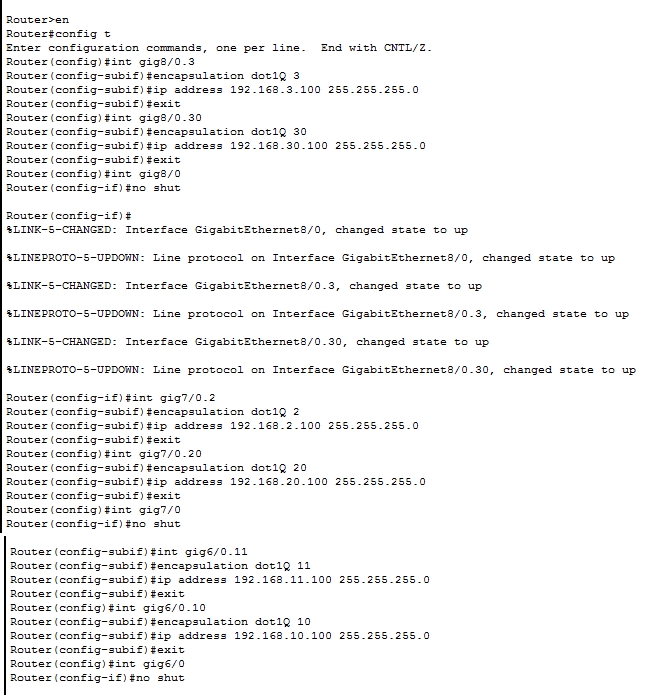 Router>en
Router#config t
Enter configuration commands, one per line.  End with CNTL/Z.
Router(config)#int gig8/0.3
Router(config-subif)#encapsulation dot1Q 3
Router(config-subif)#ip address 192.168.3.100 255.255.255.0
Router(config-subif)#exit
Router(config)#int gig8/0.30
Router(config-subif)#encapsulation dot1Q 30
Router(config-subif)#ip address 192.168.30.100 255.255.255.0
Router(config-subif)#exit
Router(config)#int gig8/0
Router(config-if)#no shut
Router(config-if)#
%LINK-5-CHANGED: Interface GigabitEthernet8/0, changed state to up
%LINEPROTO-5-UPDOWN: Line protocol on Interface GigabitEthernet8/0, changed state to up
%LINK-5-CHANGED: Interface GigabitEthernet8/0.3, changed state to up
%LINEPROTO-5-UPDOWN: Line protocol on Interface GigabitEthernet8/0.3, changed state to up
%LINK-5-CHANGED: Interface GigabitEthernet8/0.30, changed state to up
%LINEPROTO-5-UPDOWN: Line protocol on Interface GigabitEthernet8/0.30, changed state to up
Router(config-if)#int gig7/0.2
Router(config-subif)#encapsulation dot1Q 2
Router(config-subif)#ip address 192.168.2.100 255.255.255.0
Router(config-subif)#exit
Router(config)#int gig7/0.20
Router(config-subif)#encapsulation dot1Q 20
Router(config-subif)#ip address 192.168.20.100 255.255.255.0
Router(config-subif)#exit
Router(config)#int gig7/0
Router(config-if)#no shut
Router(config-subif)#int gig6/0.11
Router(config-subif)#encapsulation dot1Q 11
Router(config-subif)#ip address 192.168.11.100 255.255.255.0
Router(config-subif)#exit
Router(config)#int gig6/0.10
Router(config-subif)#encapsulation dot1Q 10
Router(config-subif)#ip address 192.168.10.100 255.255.255.0
Router(config-subif)#exit
Router(config)#int gig6/0
Router(config-if)#no shut